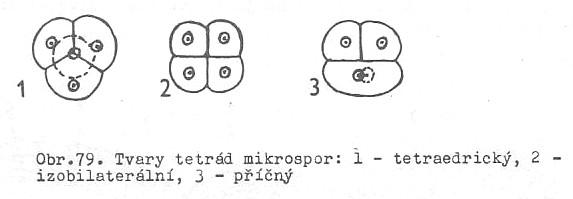 1 2 3
Obr.79. Tvary tetrád mikrospor: 1 - tetraedrický, 2 -
izobilaterální, 3 - příčný